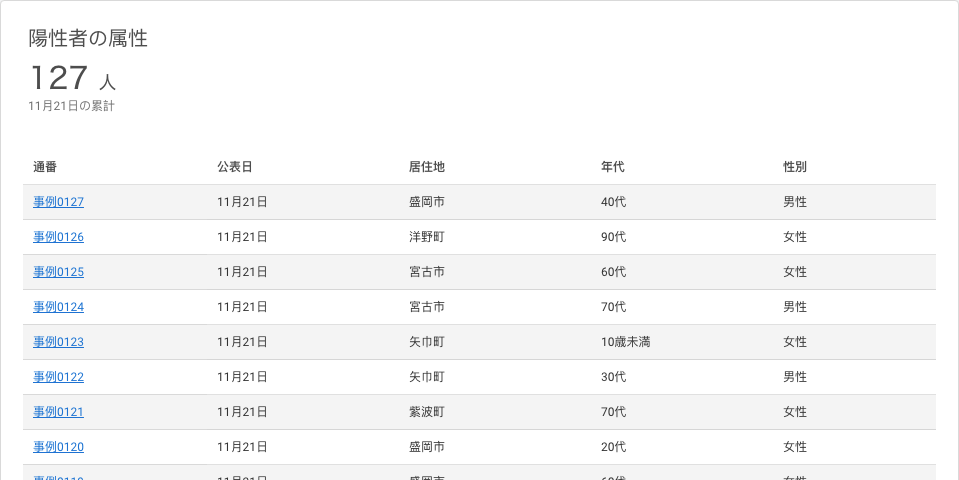 陽性者の属性
127 人
11月21日の累計
通番 公表日 居住地 年代 性別
事例0127 11月21日 盛岡市 40代 男性
事例0126 11月21日 洋野町 90代 女性
事例0125 11月21日 宮古市 60代 女性
事例0124 11月21日 宮古市 70代 男性
事例0123 11月21日 矢巾町 10歳未満 女性
事例0122 11月21日 矢巾町 30代 男性
事例0121 11月21日 紫波町 70代 女性
事例0120 11月21日 盛岡市 20代 女性